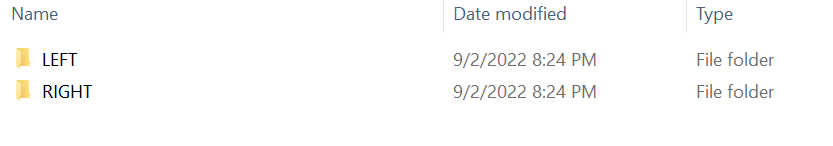 Name Date modified Type
LEFT 9/2/2022 8:24 PM File folder
RIGHT 9/2/2022 8:24 PM File folder